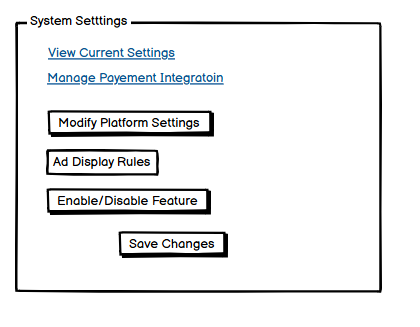 System Setttings
View Current Settings
Manage Payement Integratoin
Modify Platform Settings
Ad Display Rules
Enable/Disable Feature
Save Changes